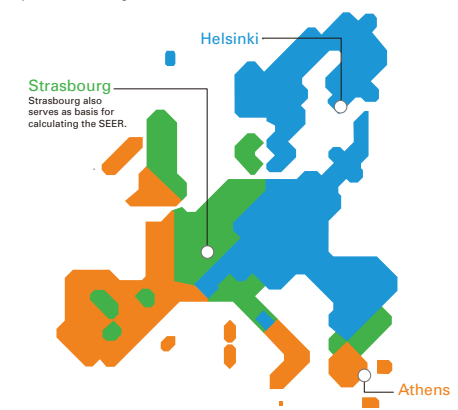 Helsinki
Strasbourg
Strasbourg also
serves as basis for
calculating the SEER.
Athens